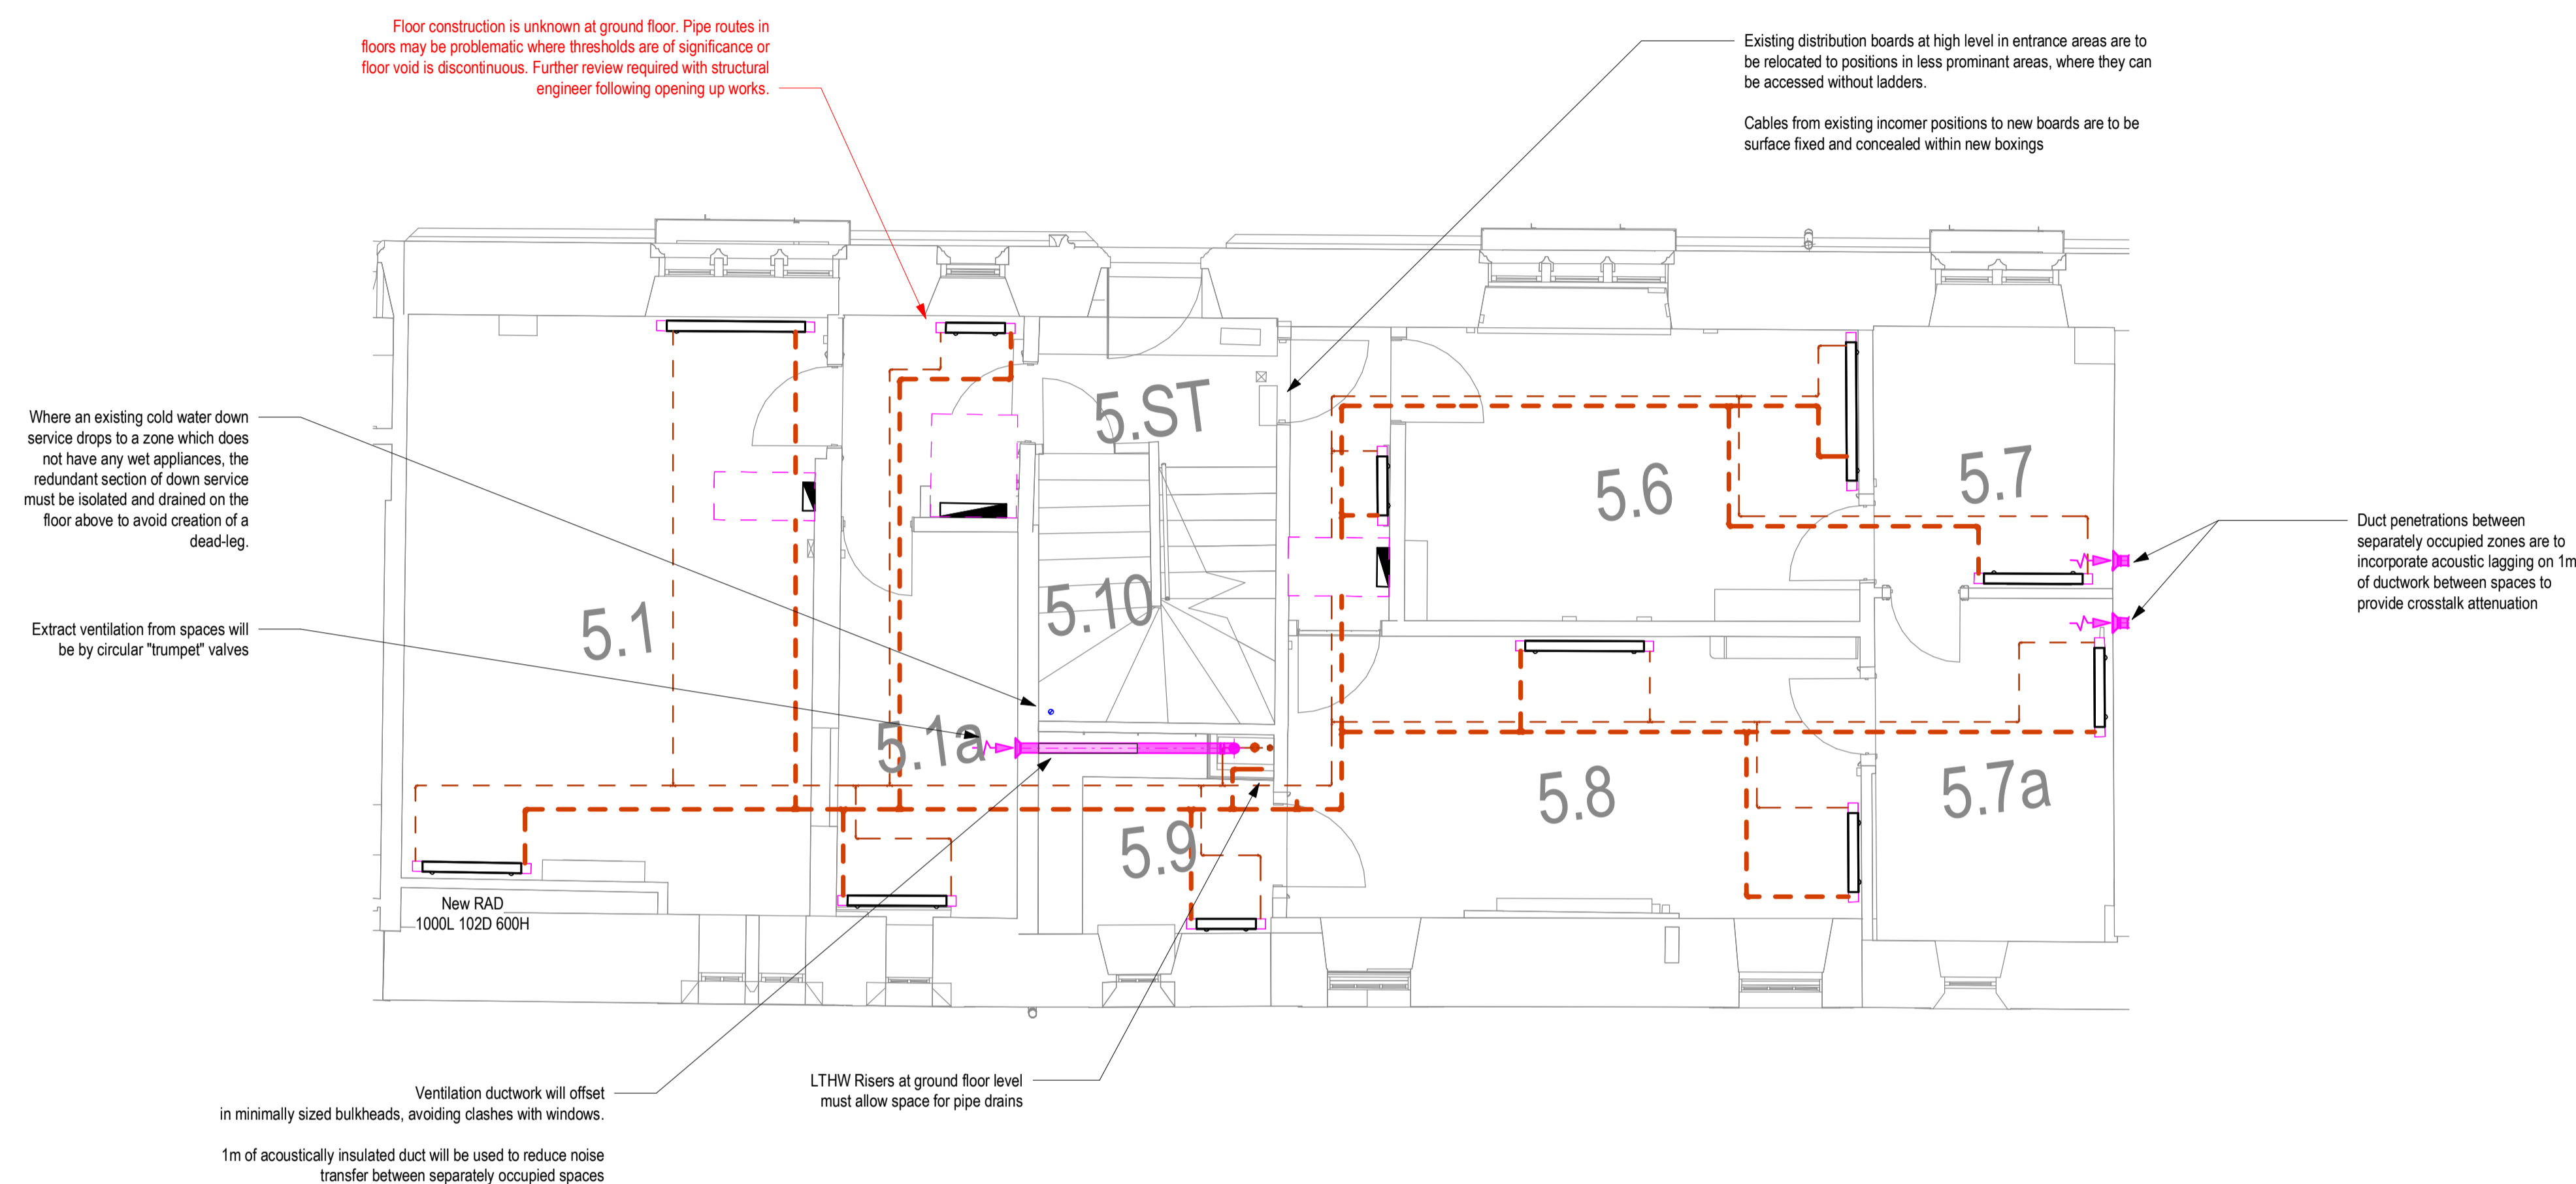 Floor construction is unknown at ground floor. Pipe routes in
floors may be problematic where thresholds are of significance or
floor void is discontinuous. Further review required with structural
engineer following opening up works.
Existing distribution boards at high level in entrance areas are to
be relocated to positions in less prominant areas, where they can
be accessed without ladders.
Cables from existing incomer positions to new boards are to be
surface fixed and concealed within new boxings
Where an existing cold water down
service drops to a zone which does
not have any wet appliances, the
redundant section of down service
must be isolated and drained on the
floor above to avoid creation of a
dead-leg.
Extract ventilation from spaces will
be by circular "trumpet" valves
5.ST
5.6
5.7
5.1
5.10
5.1a
5.9
5.8
5.7a
Duct penetrations between
separately occupied zones are to
incorporate acoustic lagging on 1m
of ductwork between spaces to
provide crosstalk attenuation
New RAD
1000L 102D 600H
Ventilation ductwork will offset
in minimally sized bulkheads, avoiding clashes with windows.
1m of acoustically insulated duct will be used to reduce noise
transfer between separately occupied spaces
LTHW Risers at ground floor level
must allow space for pipe drains